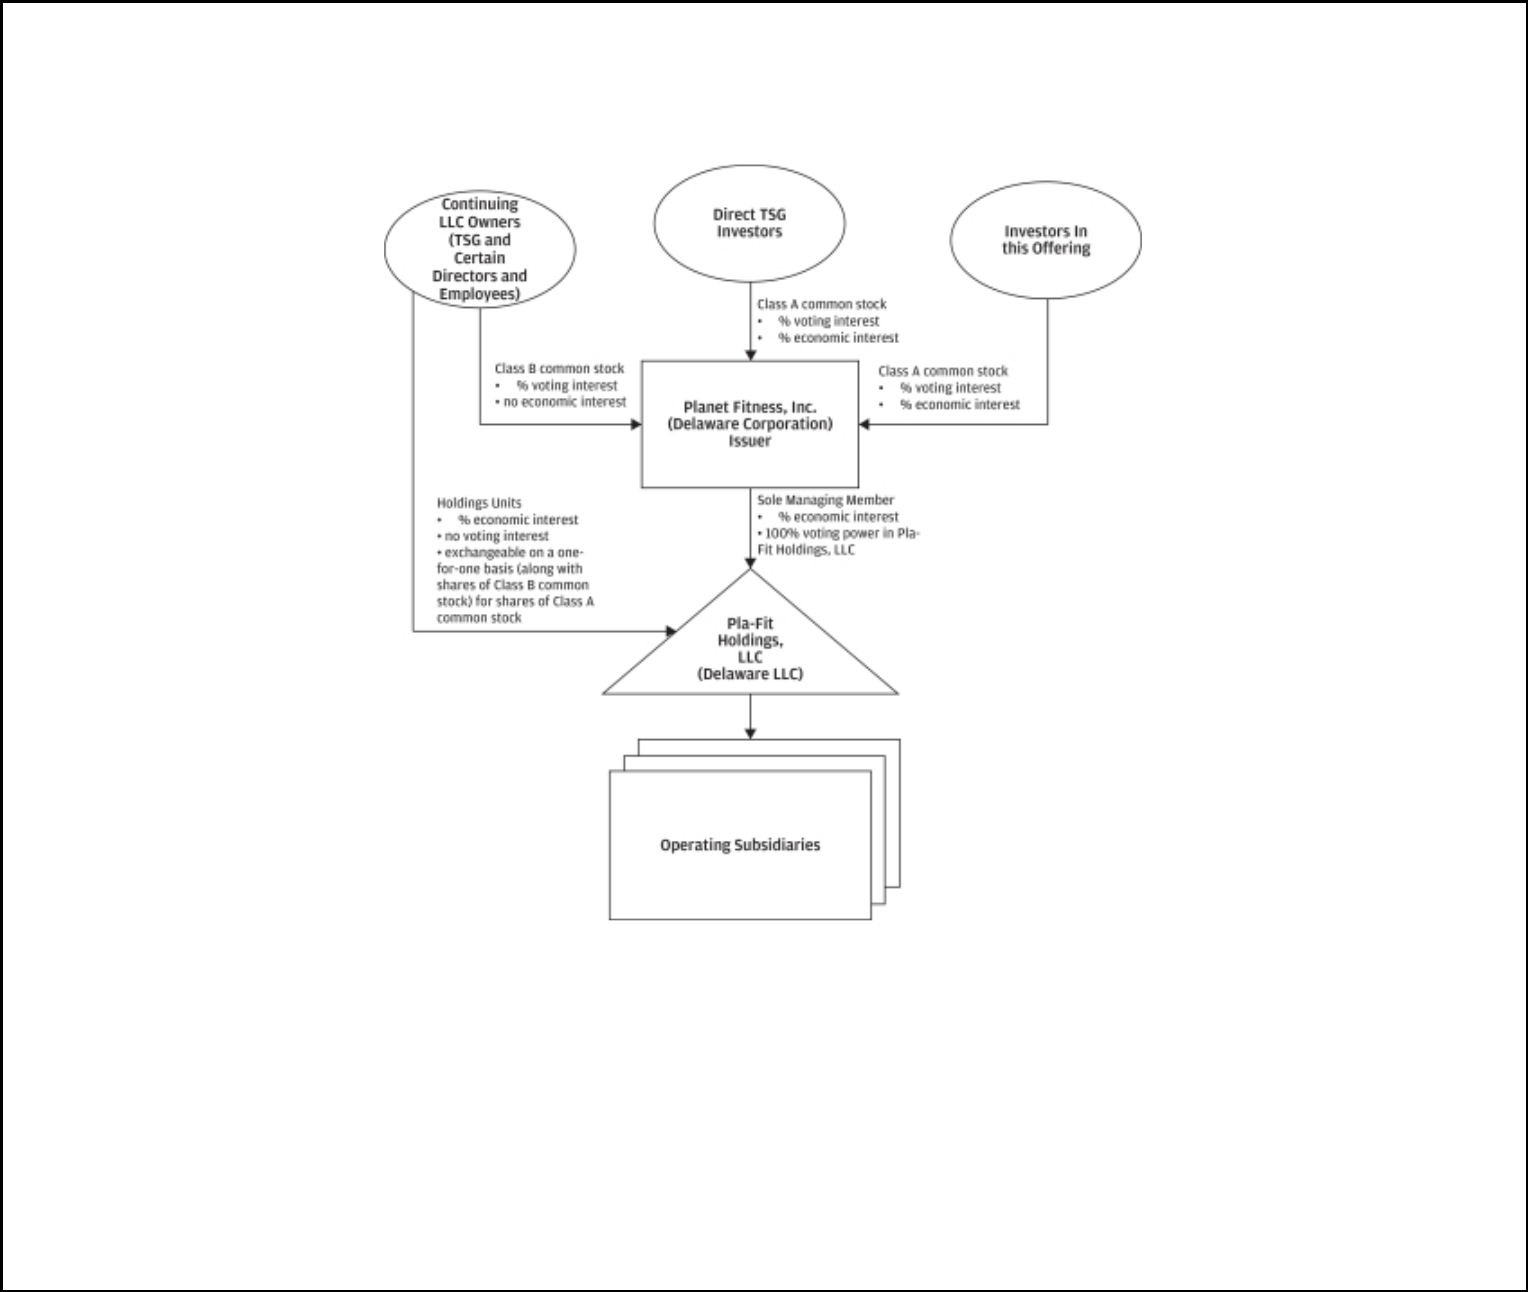 Continuing
LLC Owners
(TSG and
Certain
Directors and
Employees)
Direct TSG
Investors
Investors In
this Offering
Class A common stock
• % voting interest
• % economic interest
Class B common stock
• % voting interest
• no economic interest
Class A common stock
• % voting interest
• % economic interest
Planet Fitness, Inc.
(Delaware Corporation)
Issuer
Holdings Units
• % economic interest
• no voting interest
• exchangeable on a one-
for-one basis (along with
shares of Class B common
stock) for shares of Class A
common stock
Sole Managing Member
• % economic interest
• 100% voting power in Pla-
Fit Holdings, LLC
Pla-Fit
Holdings,
LLC
(Delaware LLC)
Operating Subsidiaries